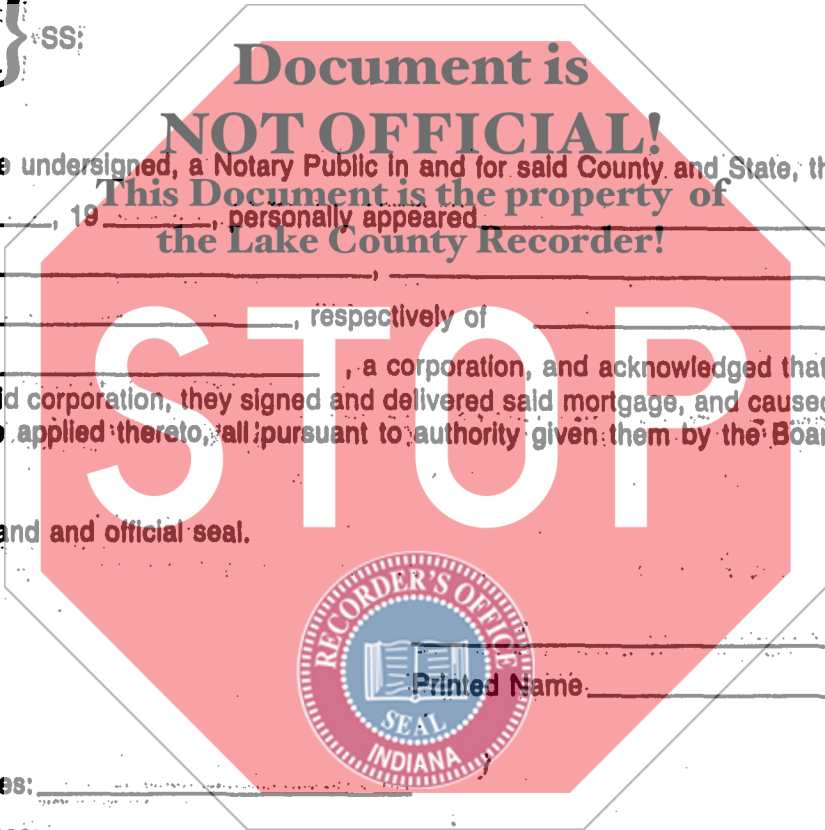 SS:
Document is
NOT OFFICIAL!
undersigned, a Notary Public in and for said County and State, th
This Document is the property of
, 19 , personally appeared
the Lake County Recorder!
, 
, respectively of
STOP
, a corporation, and acknowledged that
id corporation, they signed and delivered said mortgage, and caused
applied thereto, all pursuant to authority given them by the Boar
and and official seal.
RECORDER'S OFFICE
Printed Name
SEAL
INDIANA
es: